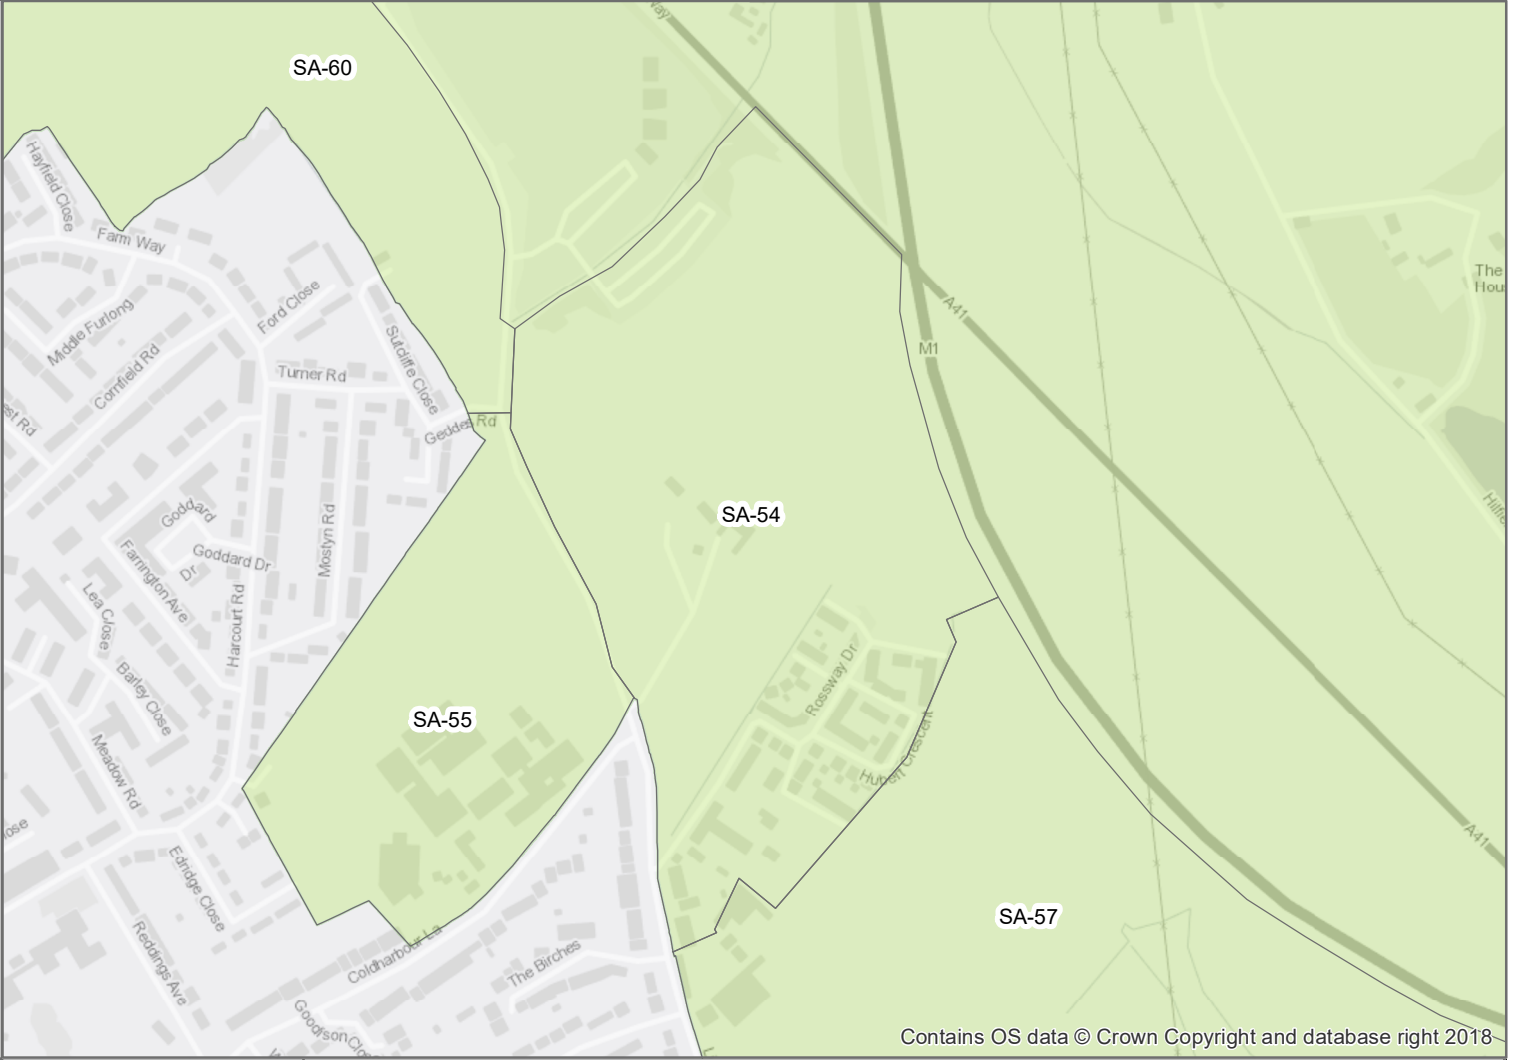 Way
SA-60
Hayfield Close
Farm Way
The
Ford Close
A41
Middle Furlong
Sutcliffe Close
M1
Cornfield Rd
Turner Rd
Geddes Rd
Goddard
Dr
SA-54
Goddard Dr
Mostyn Rd
Farrington Ave
Lea Close
Harcourt Rd
Rossway Dr
Barley Close
SA-55
Hubert Crescent
Meadow Rd
A41
Edridge Close
SA-57
Reddings Ave
Coldharbour La
The Birches
Contains OS data © Crown Copyright and database right 2018